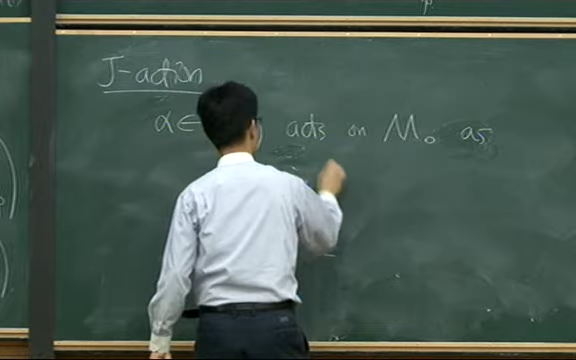 J-action
α ∈ acts on M₀ as